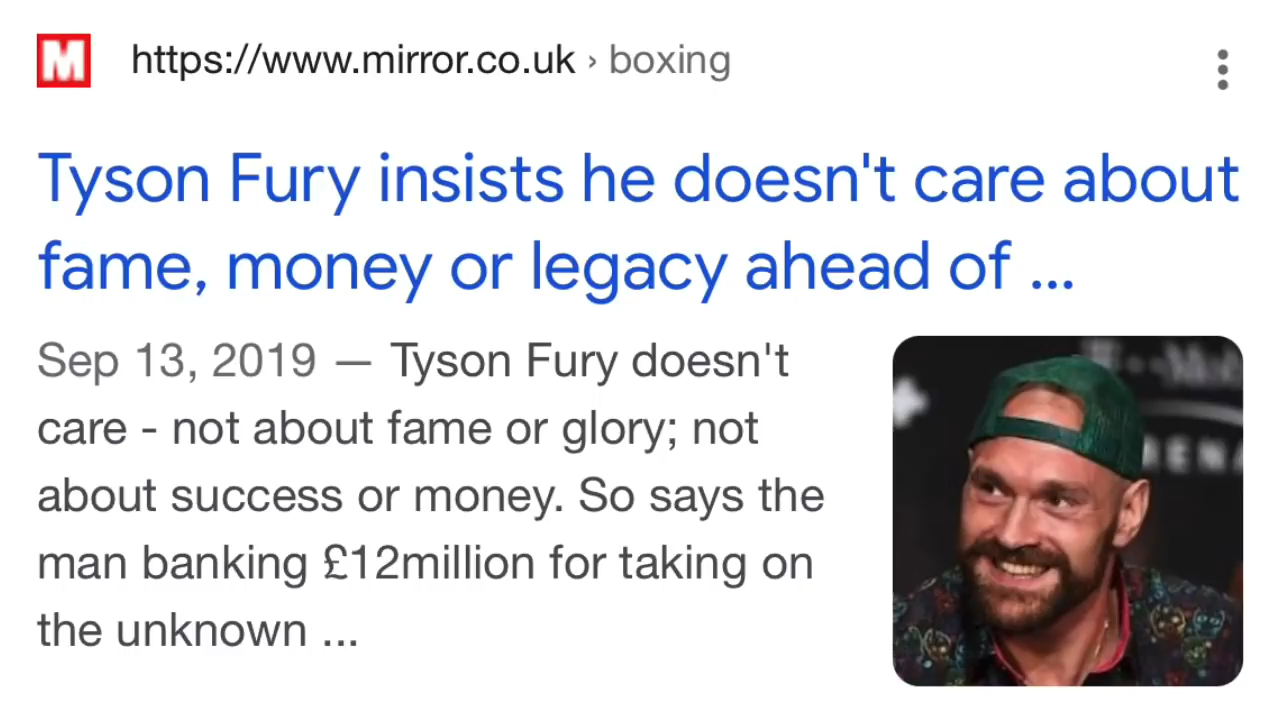 M https://www.mirror.co.uk › boxing
Tyson Fury insists he doesn't care about
fame, money or legacy ahead of ...
Sep 13, 2019 — Tyson Fury doesn't
care - not about fame or glory; not
about success or money. So says the
man banking £12million for taking on
the unknown ...